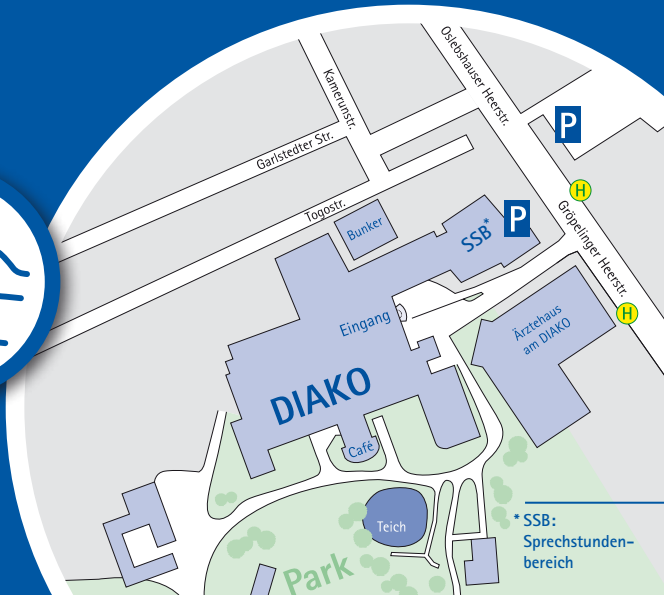 Oslebshauser Heerstr.
Kamerunstr.
P
Garlstedter Str.
H
Togostr.
Bunker
SSB*
P
Gröpelinger Heerstr.
Eingang
H
Ärztehaus
am DIAKO
DIAKO
Café
Teich
* SSB:
Sprechstunden-
bereich
Park